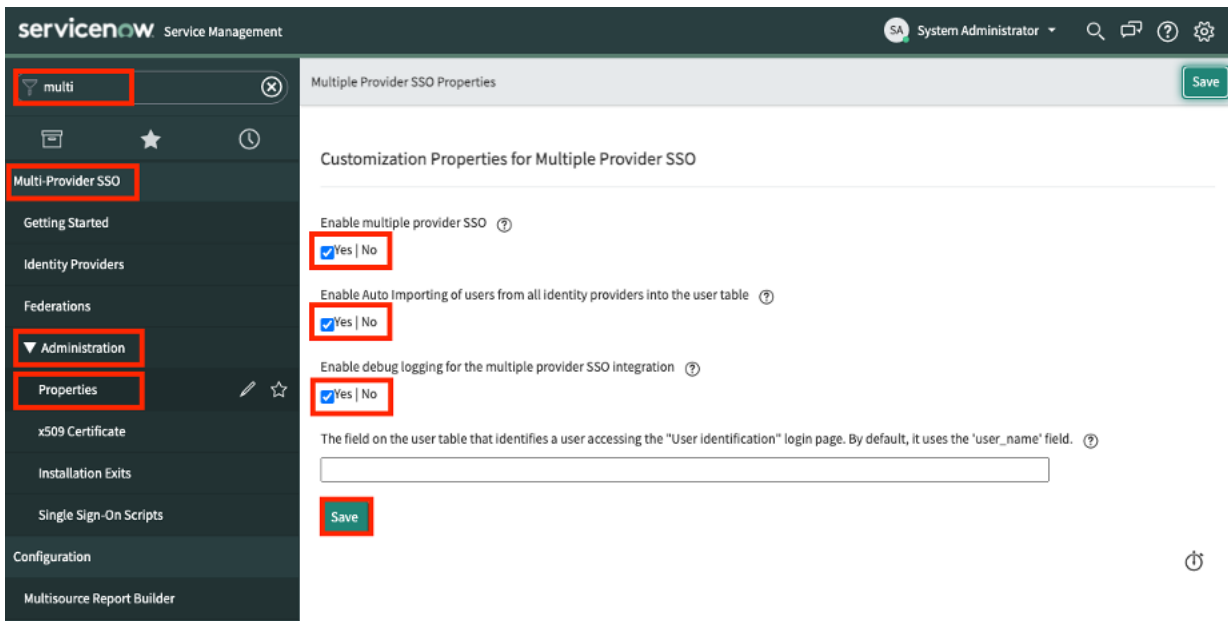 servicenow Service Management
SA System Administrator
multi
Multi-Provider SSO
Getting Started
Identity Providers
Federations
Administration
Properties
x509 Certificate
Installation Exits
Single Sign-On Scripts
Configuration
Multisource Report Builder
Multiple Provider SSO Properties
Save
Customization Properties for Multiple Provider SSO
Enable multiple provider SSO
Yes | No
Enable Auto Importing of users from all identity providers into the user table
Yes | No
Enable debug logging for the multiple provider SSO integration
Yes | No
The field on the user table that identifies a user accessing the "User identification" login page. By default, it uses the 'user_name' field.
Save